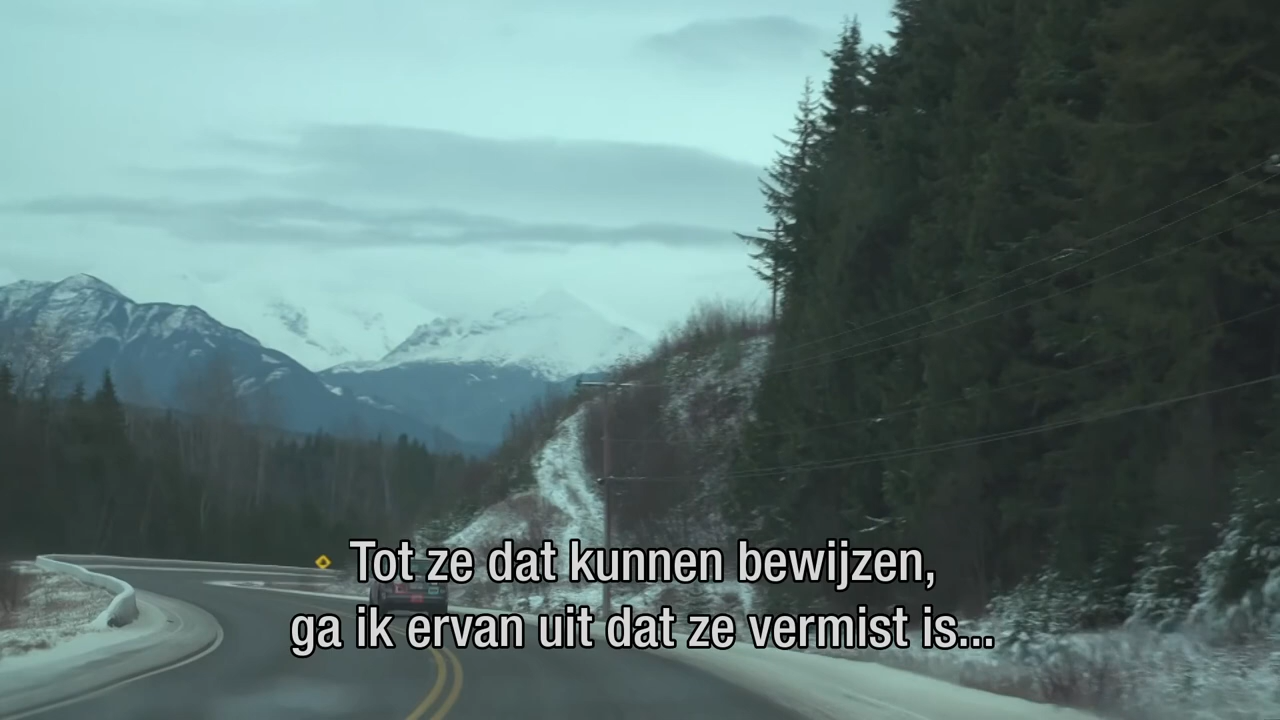 Tot ze dat kunnen bewijzen,
ga ik ervan uit dat ze vermist is...